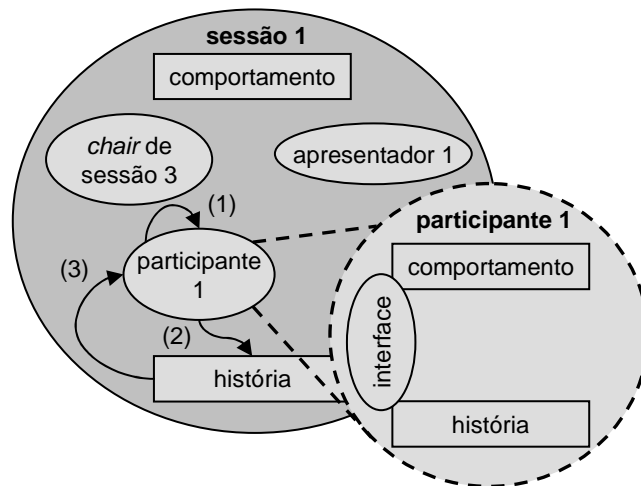 sessão 1
comportamento
chair de
sessão 3
apresentador 1
(1)
participante
1
(3)
(2)
história
participante 1
comportamento
interface
história